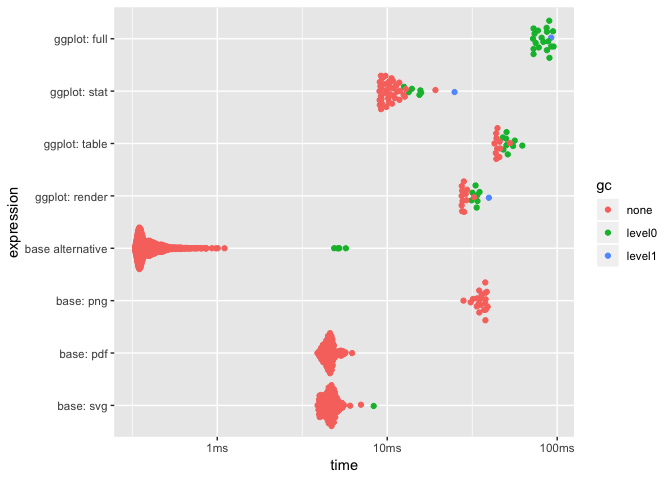 ggplot: full
ggplot: stat
ggplot: table
ggplot: render
base alternative
base: png
base: pdf
base: svg
expression
1ms
10ms
100ms
time
gc
none
level0
level1